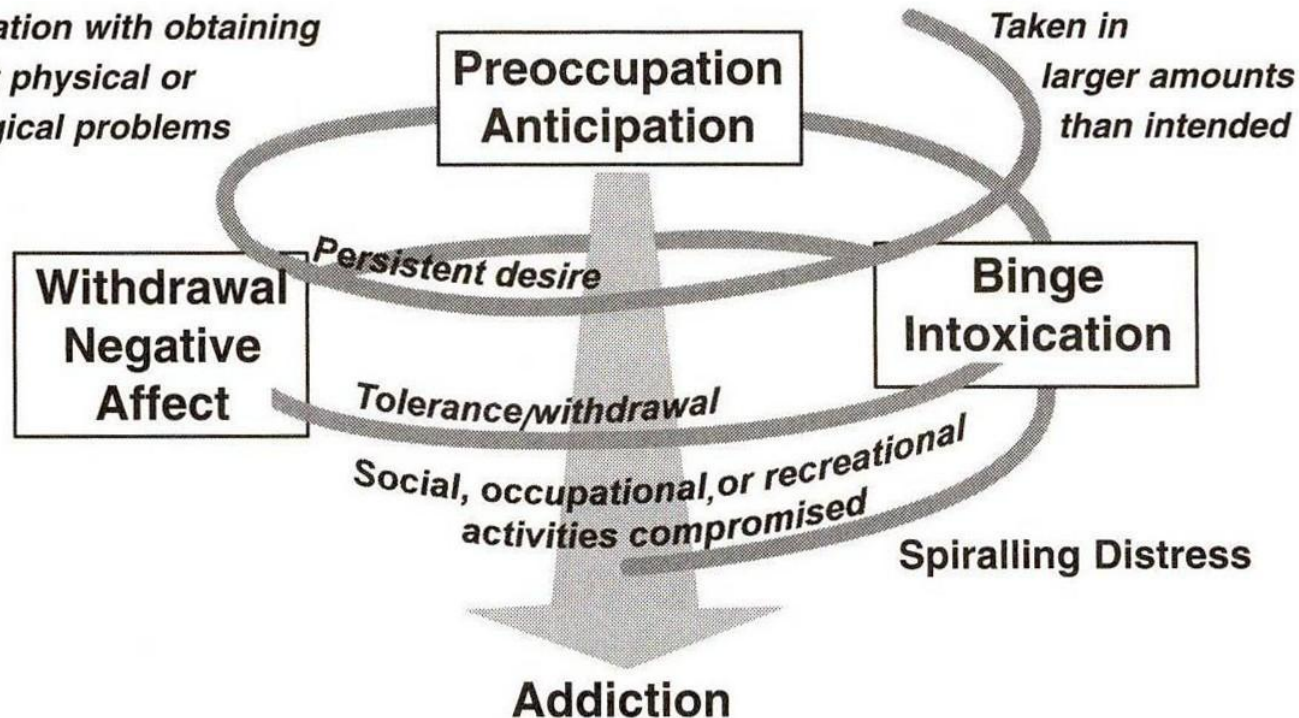 ation with obtaining
physical or
gical problems
Preoccupation
Anticipation
Taken in
larger amounts
than intended
Persistent desire
Withdrawal
Negative
Affect
Binge
Intoxication
Tolerance/withdrawal
Social, occupational, or recreational
activities compromised
Spiralling Distress
Addiction